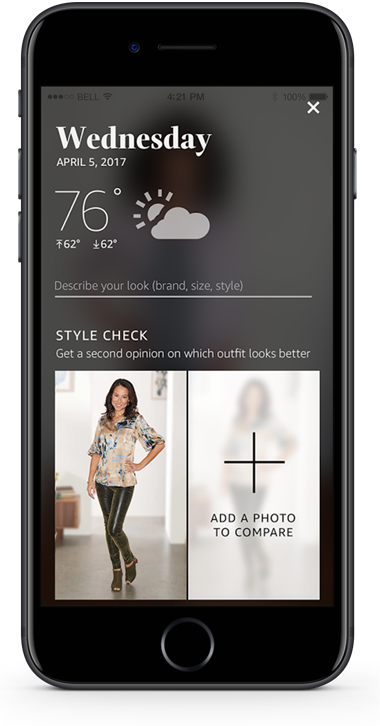 BELL 4:21 PM 100%
Wednesday
APRIL 5, 2017
76°
62° 62°
Describe your look (brand, size, style)
STYLE CHECK
Get a second opinion on which outfit looks better
ADD A PHOTO
TO COMPARE